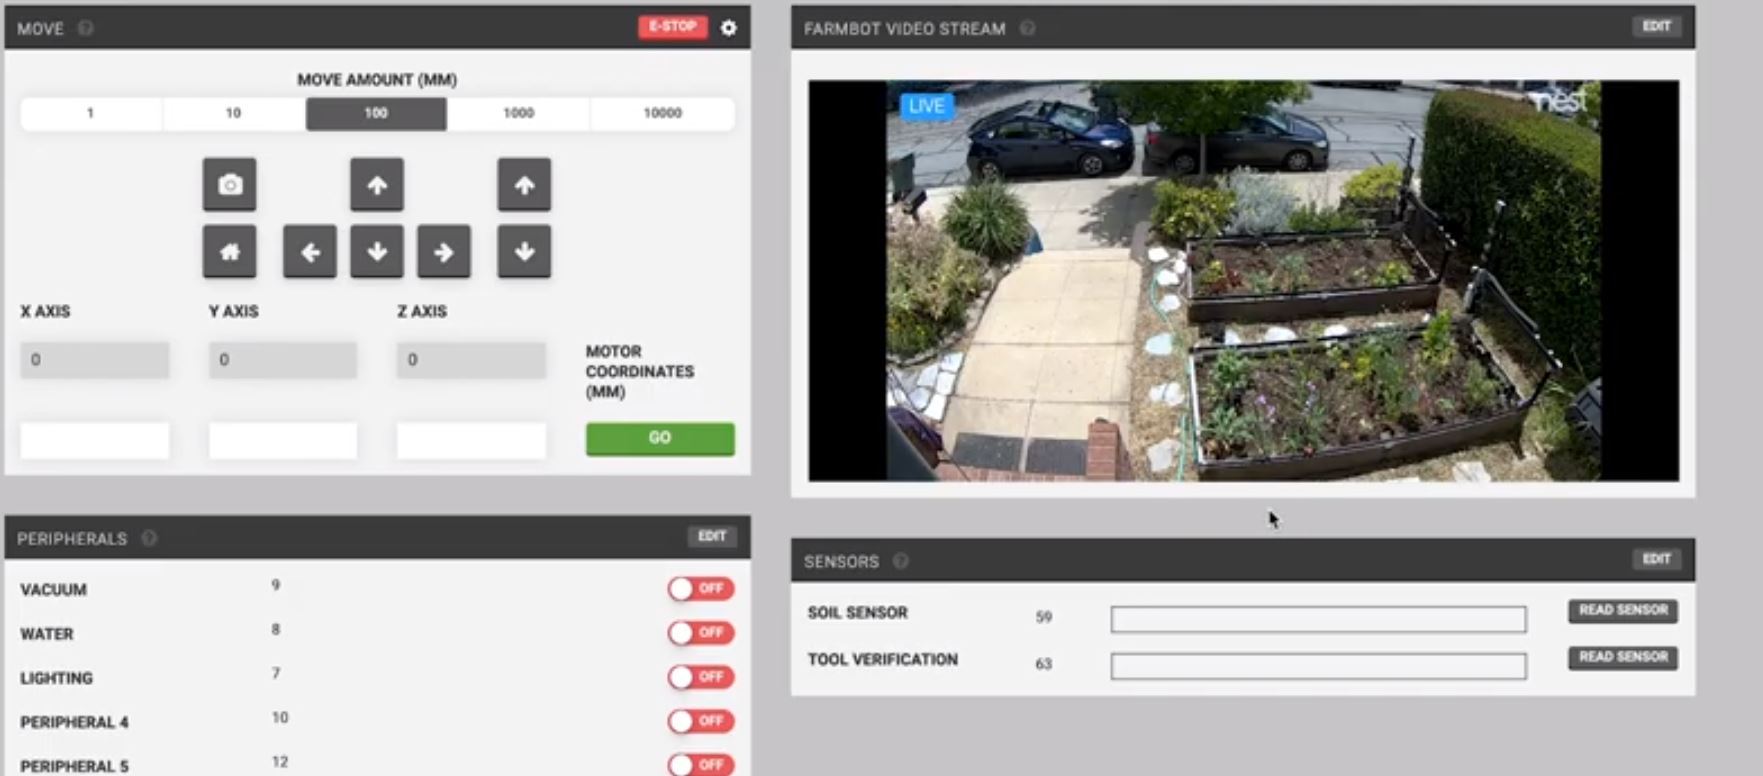 MOVE
E-STOP
MOVE AMOUNT (MM)
1 10 100 1000 10000
X AXIS Y AXIS Z AXIS
0 0 0
MOTOR
COORDINATES
(MM)
GO
PERIPHERALS
EDIT
VACUUM 9 OFF
WATER 8 OFF
LIGHTING 7 OFF
PERIPHERAL 4 10 OFF
PERIPHERAL 5 12 OFF
FARMBOT VIDEO STREAM
EDIT
LIVE
nest
SENSORS
EDIT
SOIL SENSOR 59 READ SENSOR
TOOL VERIFICATION 63 READ SENSOR